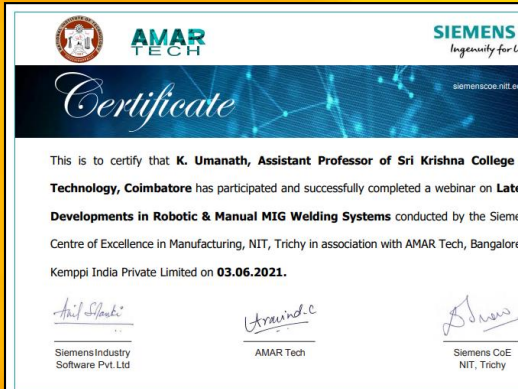 AMAR
TECH
SIEMENS
Ingenuity for
Certificate
siemenscoe.nitt.e
This is to certify that K. Umanath, Assistant Professor of Sri Krishna College
Technology, Coimbatore has participated and successfully completed a webinar on Late
Developments in Robotic & Manual MIG Welding Systems conducted by the Sieme
Centre of Excellence in Manufacturing, NIT, Trichy in association with AMAR Tech, Bangalore
Kemppi India Private Limited on 03.06.2021.
Aravind.C
Siemens Industry
Software Pvt. Ltd
AMAR Tech
Siemens CoE
NIT, Trichy